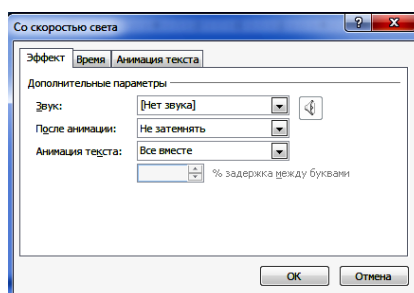 Со скоростью света
Эффект Время Анимация текста
Дополнительные параметры
Звук: [Нет звука]
После анимации: Не затемнять
Анимация текста: Все вместе
% задержка между буквами
ОК Отмена